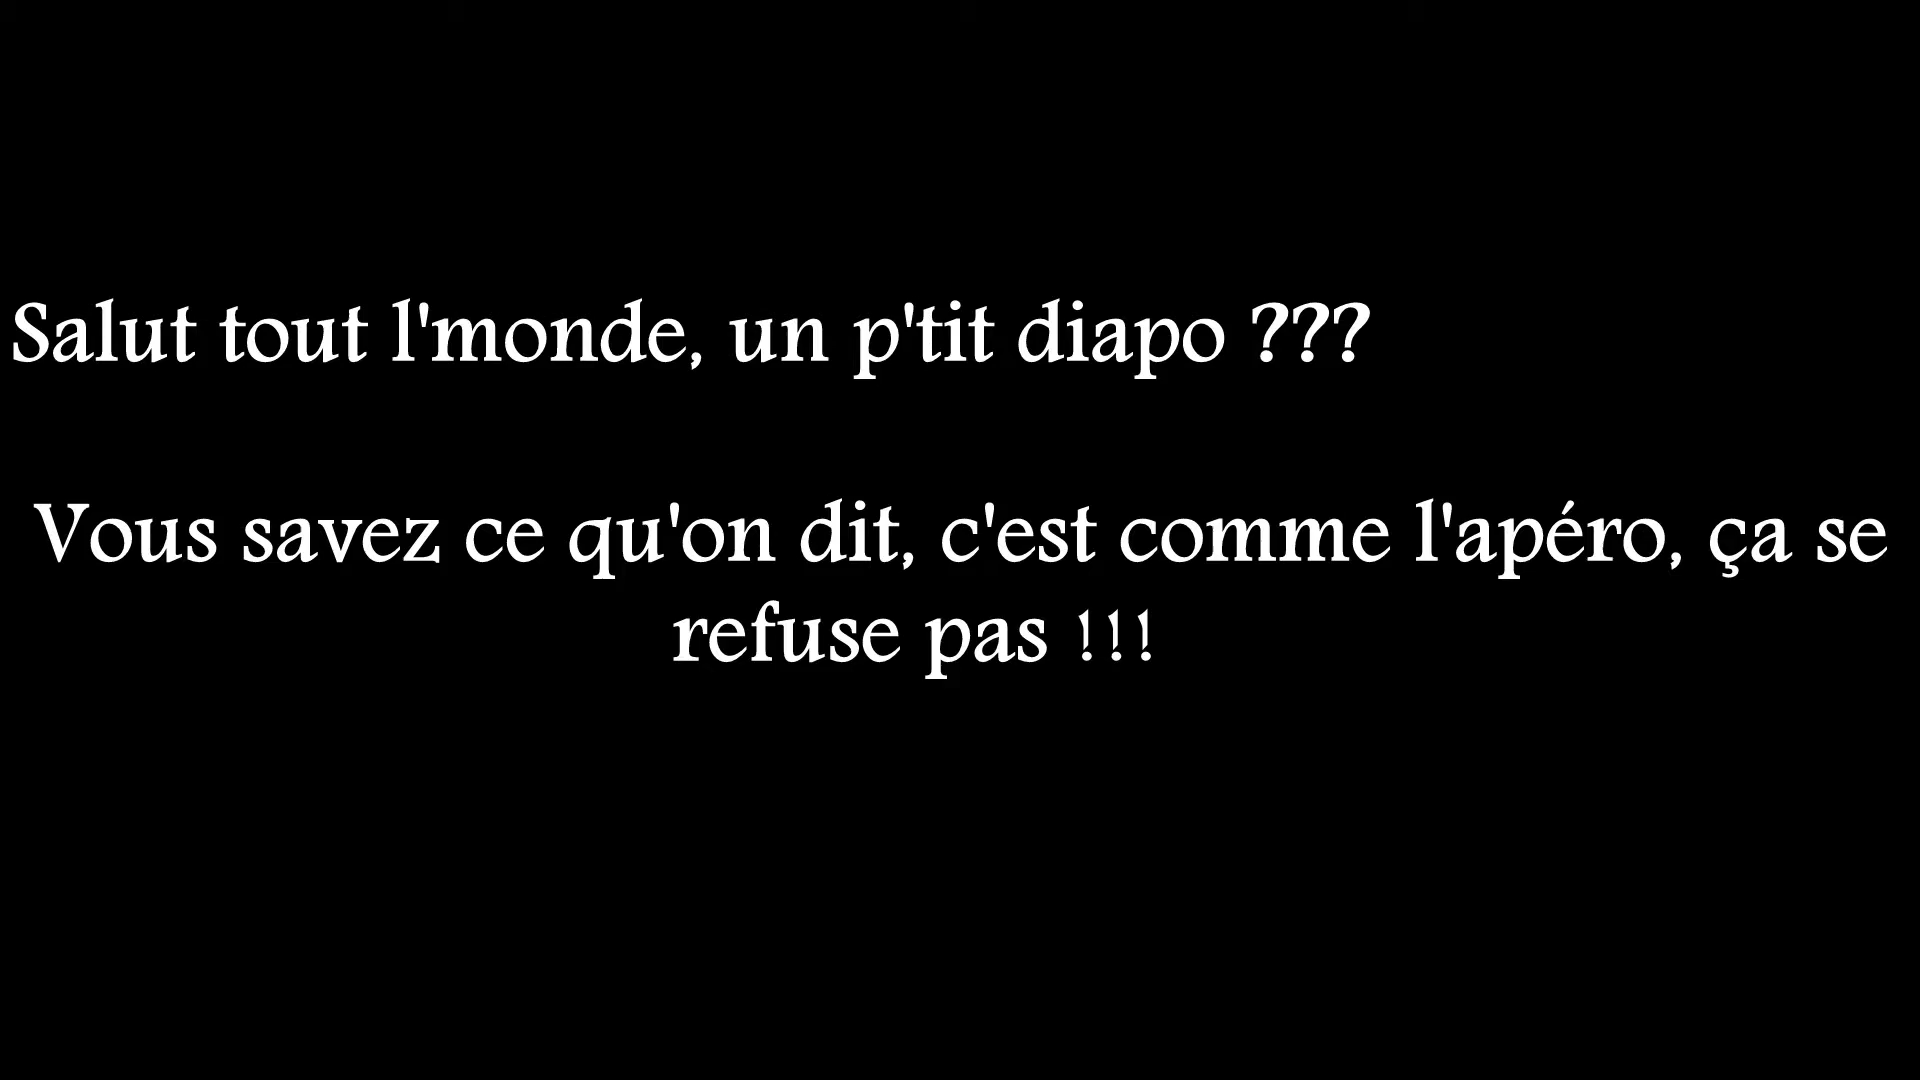 Salut tout l'monde, un p'tit diapo ???
Vous savez ce qu'on dit, c'est comme l'apéro, ça se
refuse pas !!!